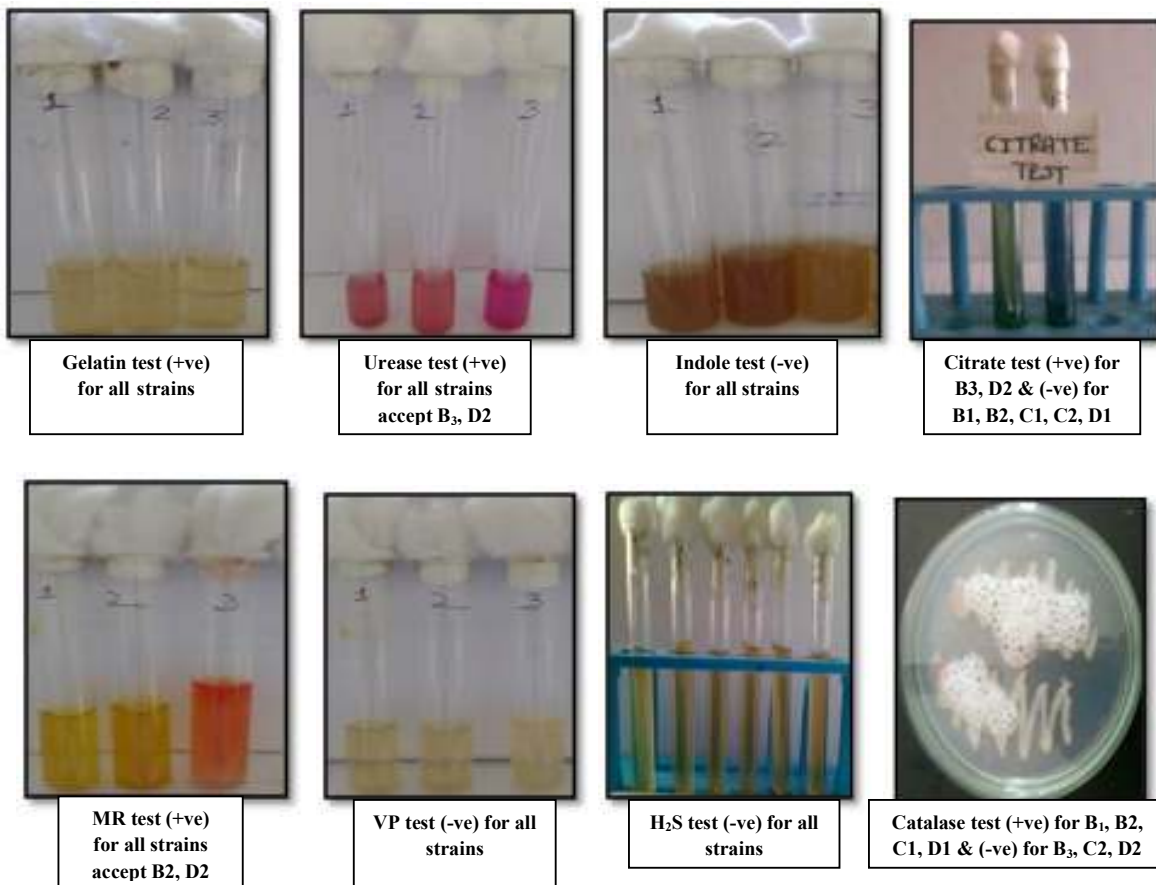 1 2 3
1 2 3
1 2 3
CITRATE
TEST
Gelatin test (+ve)
for all strains
Urease test (+ve)
for all strains
accept B₃, D2
Indole test (-ve)
for all strains
Citrate test (+ve) for
B3, D2 & (-ve) for
B1, B2, C1, C2, D1
1 2 3
1 2 3
MR test (+ve)
for all strains
accept B2, D2
VP test (-ve) for all
strains
H₂S test (-ve) for all
strains
Catalase test (+ve) for B₁, B2,
C1, D1 & (-ve) for B₃, C2, D2